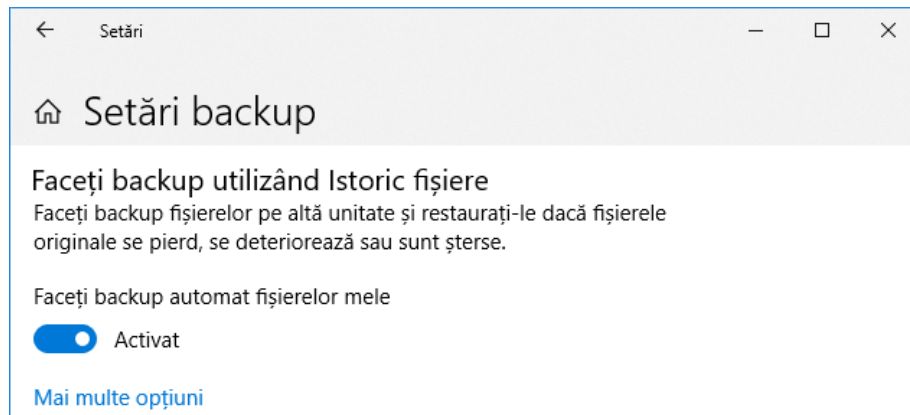 Setări
Setări backup
Faceți backup utilizând Istoric fișiere
Faceți backup fișierelor pe altă unitate și restaurați-le dacă fișierele
originale se pierd, se deteriorează sau sunt șterse.
Faceți backup automat fișierelor mele
Activat
Mai multe opțiuni